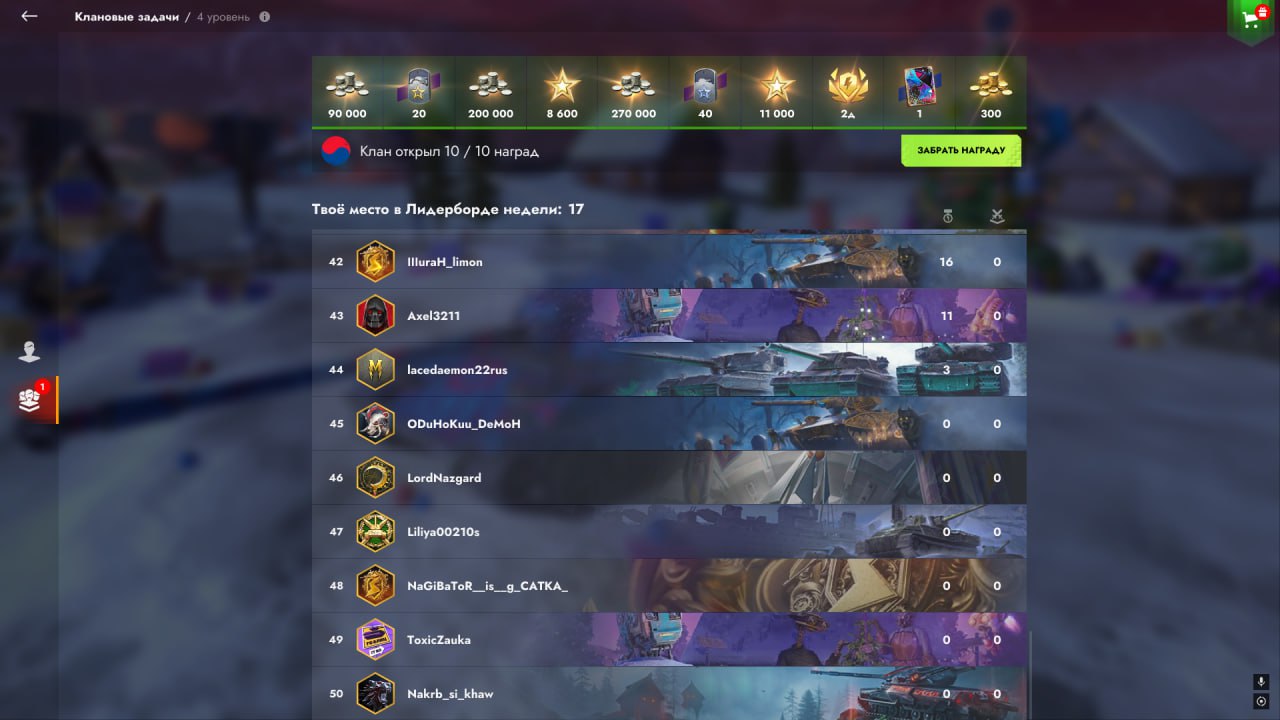 Клановые задачи / 4 уровень
90 000 20 200 000 8 600 270 000 40 11 000 2д 1 300
Клан открыл 10 / 10 наград
ЗАБРАТЬ НАГРАДУ
Твоё место в Лидерборде недели: 17
42 IlluraH_limon 16 0
43 Axel3211 11 0
44 lacedaemon22rus 3 0
1
45 ODuHoKuu_DeMoH 0 0
46 LordNazgard 0 0
47 Liliya00210s 0 0
48 NaGiBaToR__is__g_CATKA_ 0 0
49 ToxicZauka 0 0
50 Nakrb_si_khaw 0 0